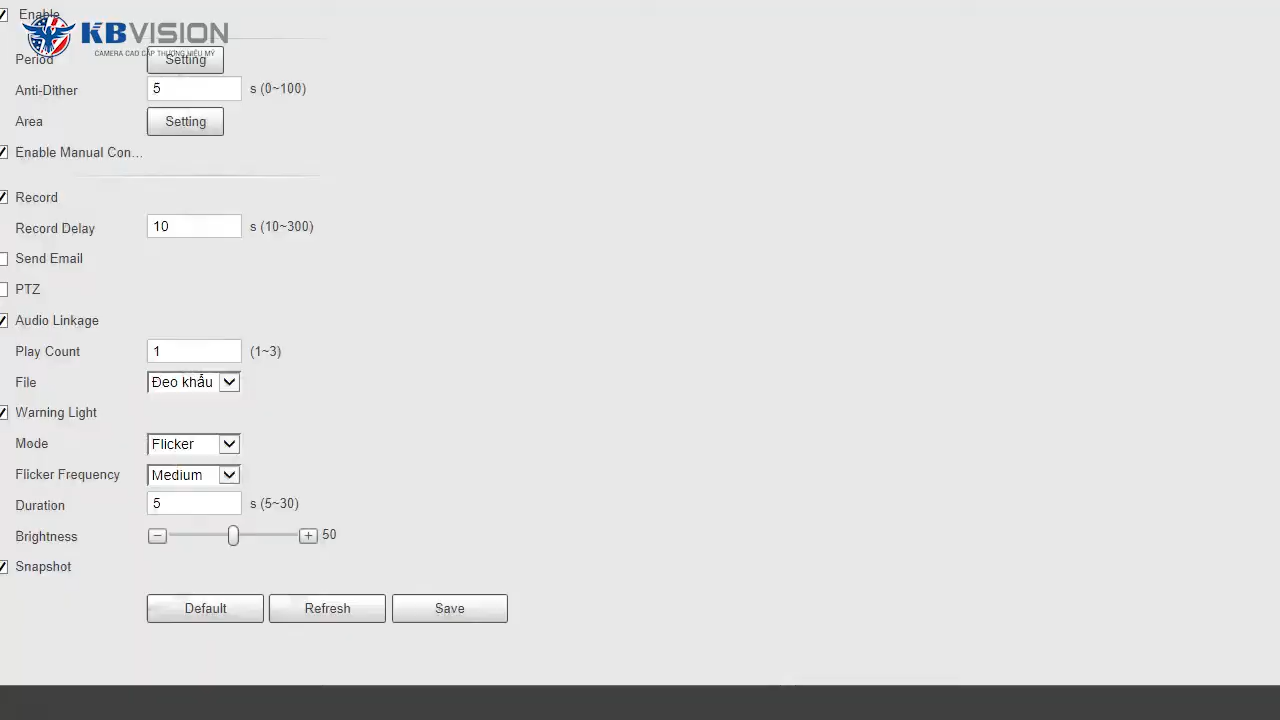 Enable
KBVISION
CAMERA CAO CẤP THƯƠNG HIỆU MỸ
Period Setting
Anti-Dither 5 s (0~100)
Area Setting
Enable Manual Con...
Record
Record Delay 10 s (10~300)
Send Email
PTZ
Audio Linkage
Play Count 1 (1~3)
File Đeo khẩu
Warning Light
Mode Flicker
Flicker Frequency Medium
Duration 5 s (5~30)
Brightness − + 50
Snapshot
Default Refresh Save